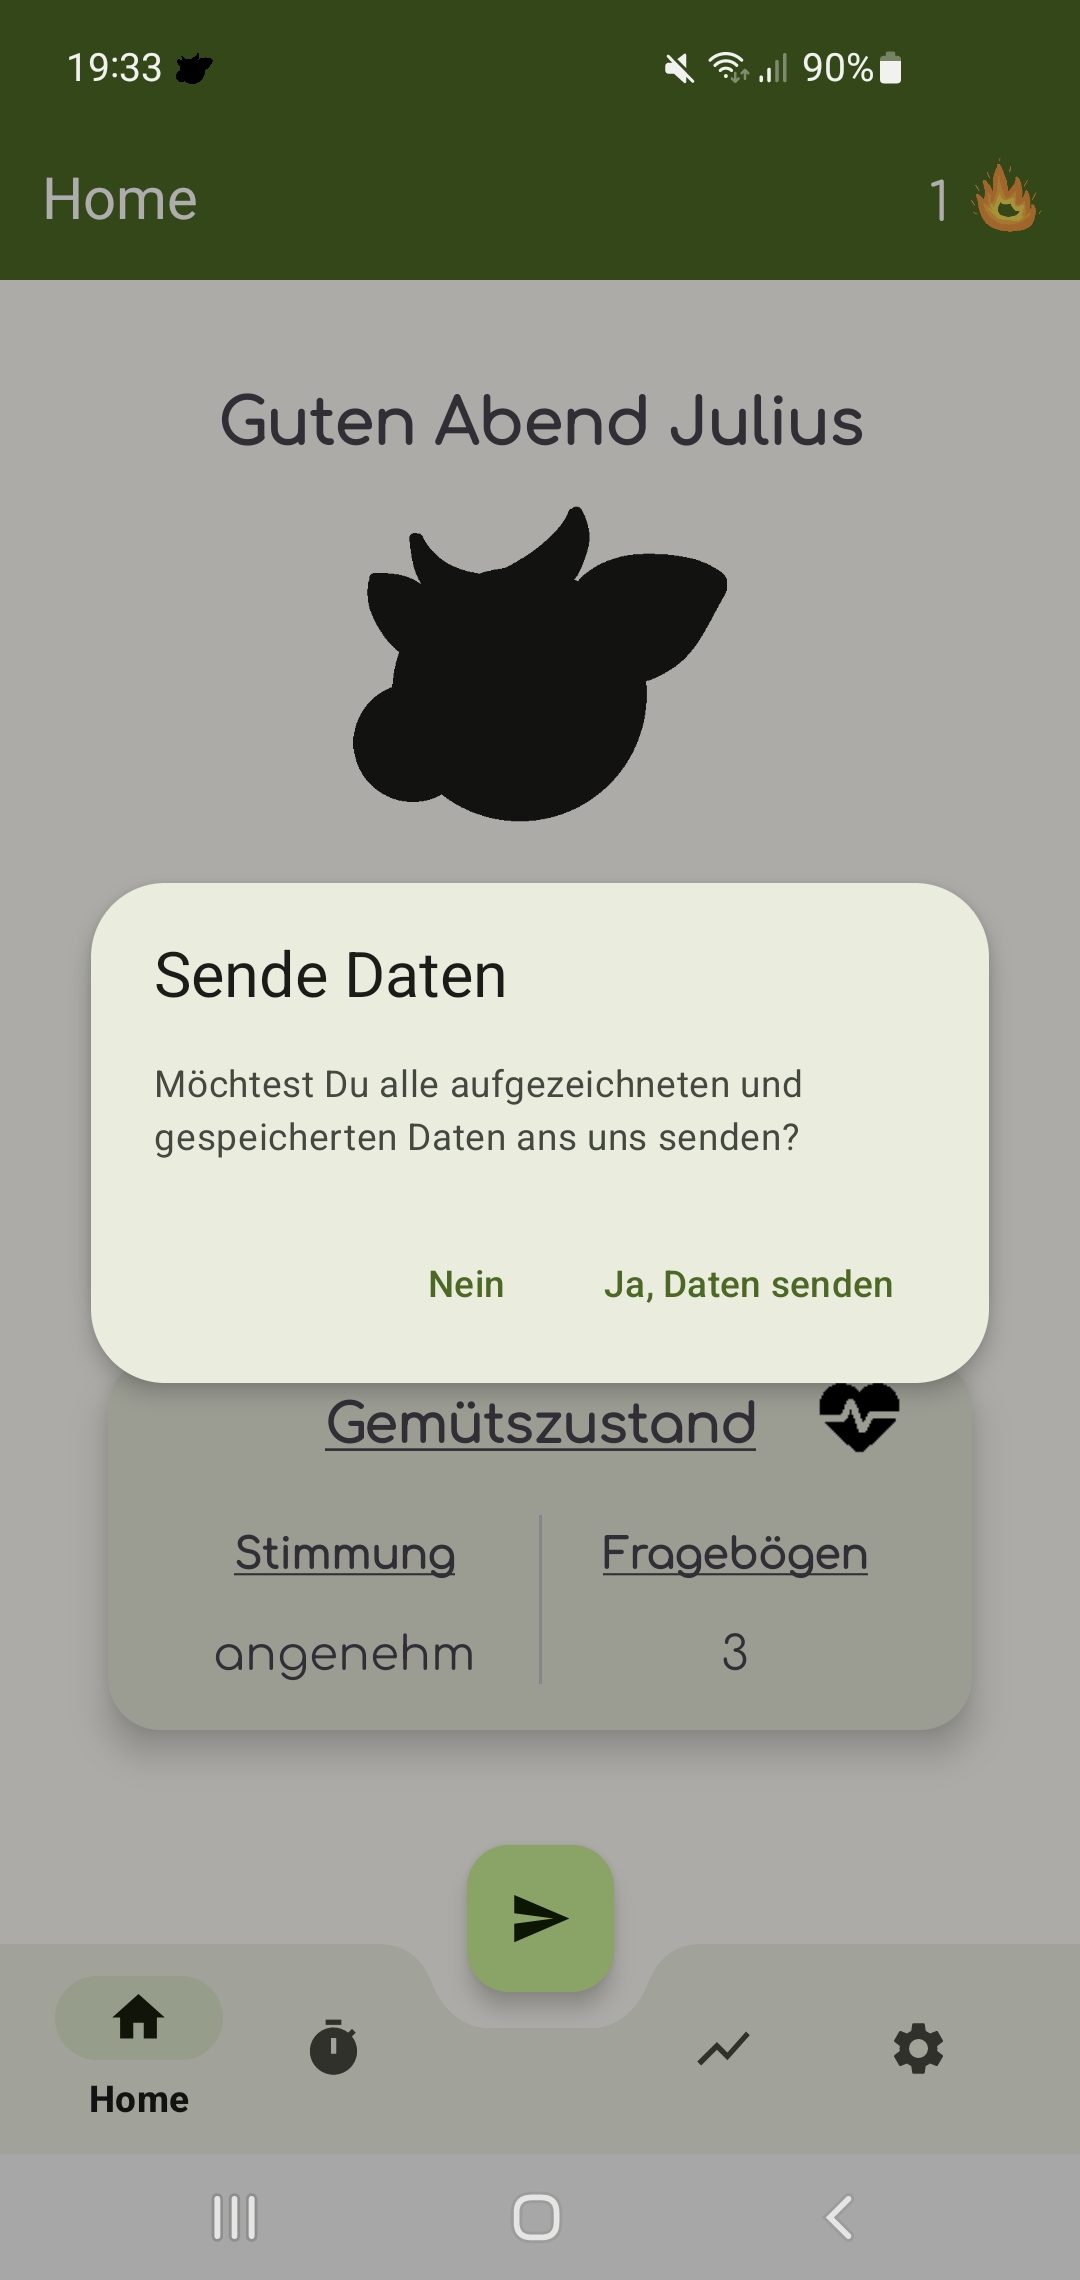 19:33
90%
Home
1
Guten Abend Julius
Sende Daten
Möchtest Du alle aufgezeichneten und
gespeicherten Daten ans uns senden?
Nein
Ja, Daten senden
Gemütszustand
Stimmung
Fragebögen
angenehm
3
Home